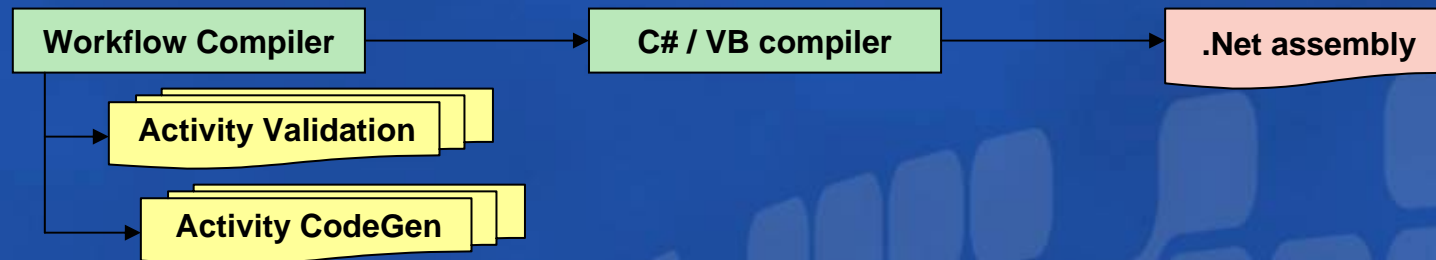 Workflow Compiler
C# / VB compiler
.Net assembly
Activity Validation
Activity CodeGen